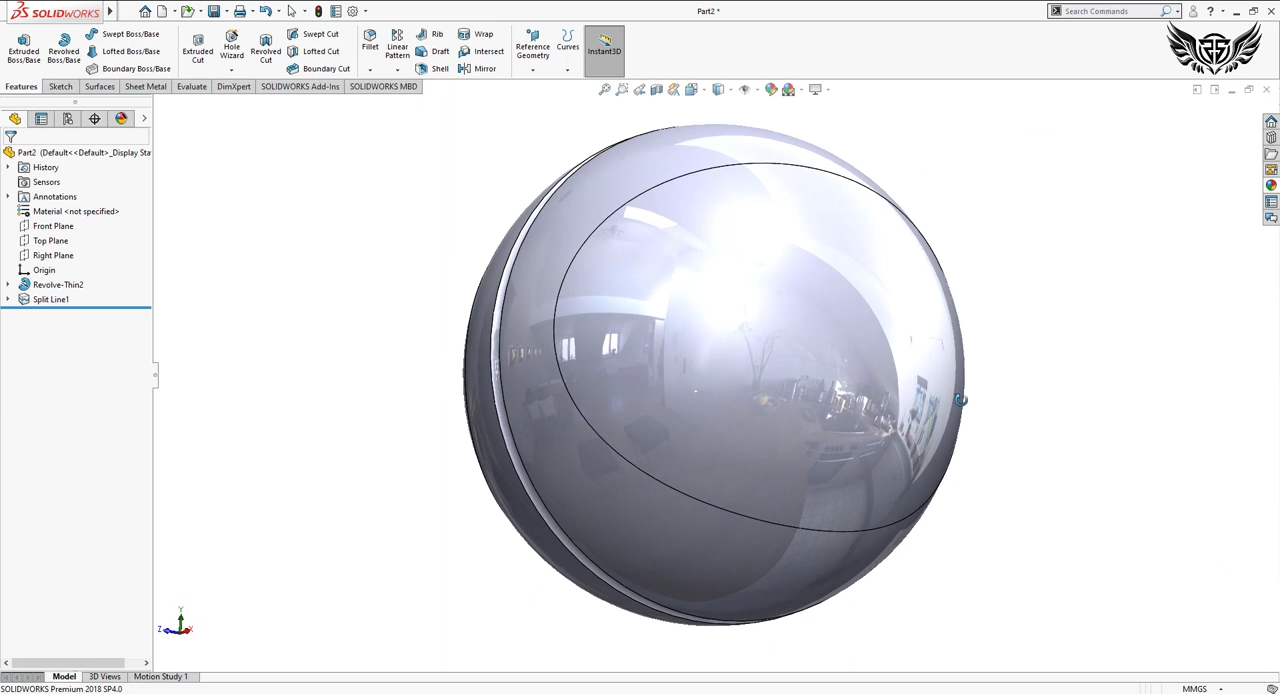 SOLIDWORKS
Part2 *
Search Commands
Extruded Boss/Base
Revolved Boss/Base
Swept Boss/Base
Lofted Boss/Base
Boundary Boss/Base
Extruded Cut
Hole Wizard
Revolved Cut
Swept Cut
Lofted Cut
Boundary Cut
Fillet
Linear Pattern
Rib
Draft
Shell
Wrap
Intersect
Mirror
Reference Geometry
Curves
Instant3D
Features
Sketch
Surfaces
Sheet Metal
Evaluate
DimXpert
SOLIDWORKS Add-Ins
SOLIDWORKS MBD
Part2 (Default<<Default>_Display Sta
History
Sensors
Annotations
Material <not specified>
Front Plane
Top Plane
Right Plane
Origin
Revolve-Thin2
Split Line1
Y
Z
X
Model
3D Views
Motion Study 1
SOLIDWORKS Premium 2018 SP4.0
MMGS